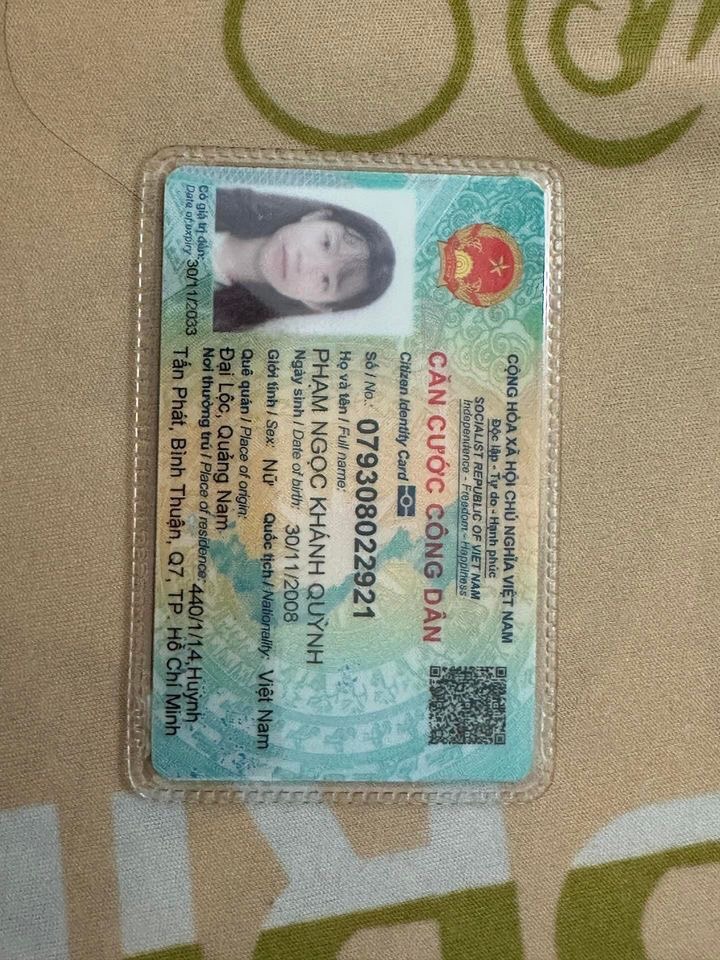 CỘNG HÒA XÃ HỘI CHỦ NGHĨA VIỆT NAM
Độc lập - Tự do - Hạnh phúc
SOCIALIST REPUBLIC OF VIET NAM
Independence - Freedom - Happiness
CĂN CƯỚC CÔNG DÂN
Citizen Identity Card
Số / No.: 079308022921
Họ và tên / Full name:
PHẠM NGỌC KHÁNH QUỲNH
Ngày sinh / Date of birth: 30/11/2008
Giới tính / Sex: Nữ Quốc tịch / Nationality: Việt Nam
Quê quán / Place of origin:
Đại Lộc, Quảng Nam
Nơi thường trú / Place of residence: 440/1/14,Huỳnh
Tấn Phát, Bình Thuận, Q7, TP. Hồ Chí Minh
Có giá trị đến: 30/11/2033
Date of expiry